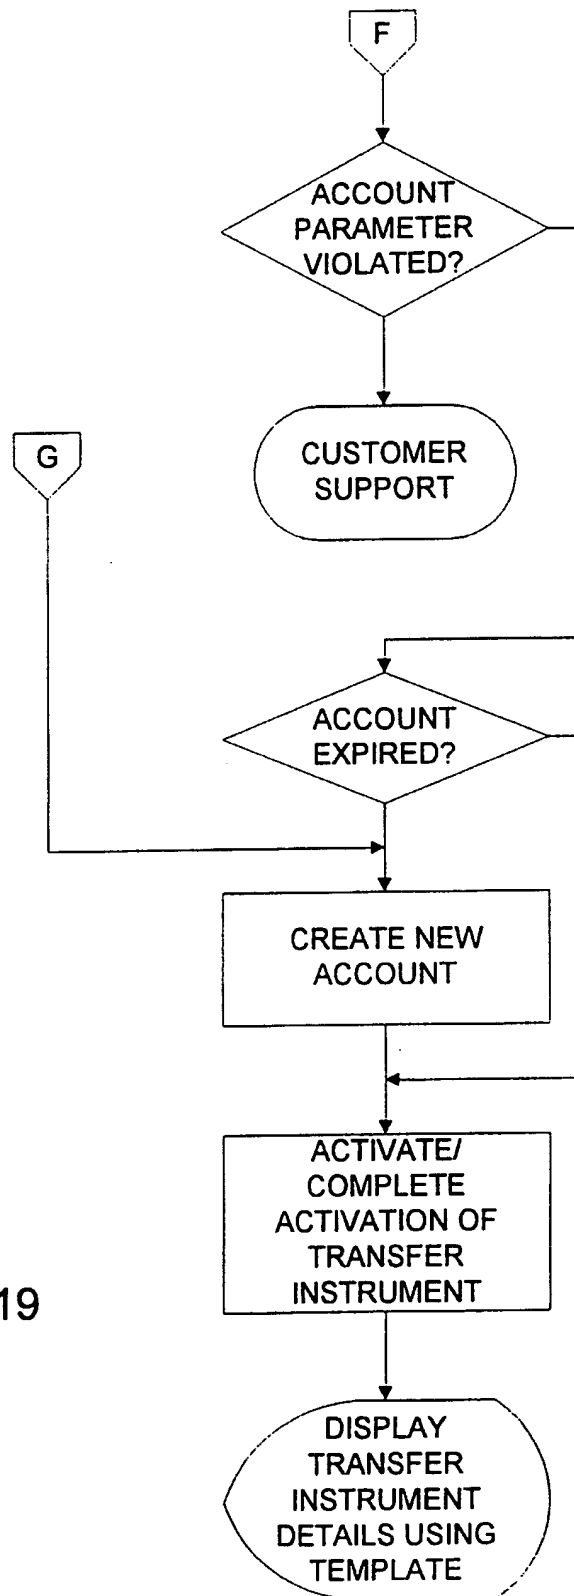 F
ACCOUNT
PARAMETER
VIOLATED?
CUSTOMER
SUPPORT
G
ACCOUNT
EXPIRED?
CREATE NEW
ACCOUNT
ACTIVATE/
COMPLETE
ACTIVATION OF
TRANSFER
INSTRUMENT
19
DISPLAY
TRANSFER
INSTRUMENT
DETAILS USING
TEMPLATE